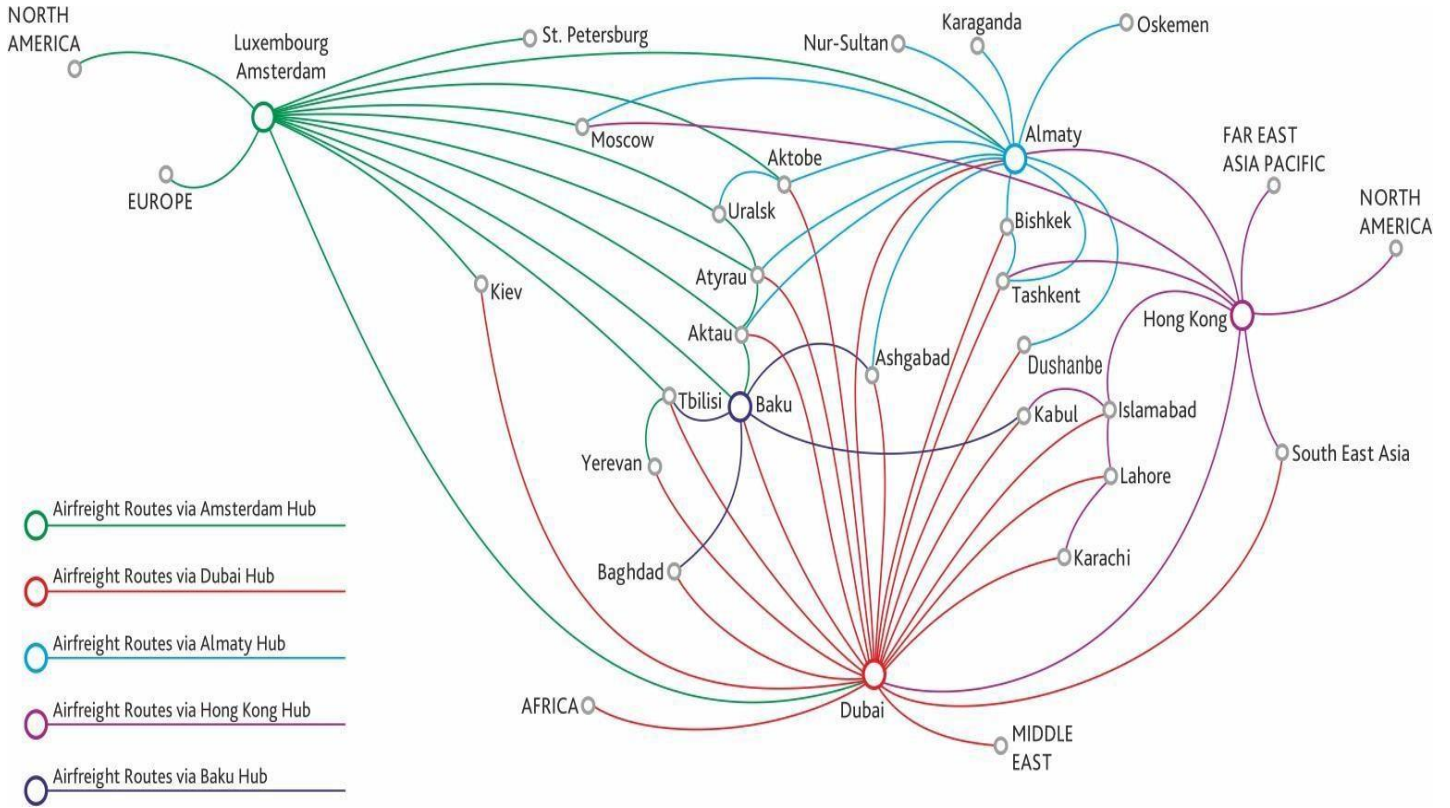 NORTH
AMERICA
Luxembourg
Amsterdam
St. Petersburg
Nur-Sultan
Karaganda
Oskemen
Moscow
Almaty
Aktobe
FAR EAST
ASIA PACIFIC
EUROPE
Uralsk
Bishkek
NORTH
AMERICA
Atyrau
Kiev
Tashkent
Aktau
Hong Kong
Ashgabad
Dushanbe
Tbilisi
Baku
Kabul
Islamabad
Yerevan
South East Asia
Lahore
Baghdad
Karachi
AFRICA
Dubai
MIDDLE
EAST
Airfreight Routes via Amsterdam Hub
Airfreight Routes via Dubai Hub
Airfreight Routes via Almaty Hub
Airfreight Routes via Hong Kong Hub
Airfreight Routes via Baku Hub